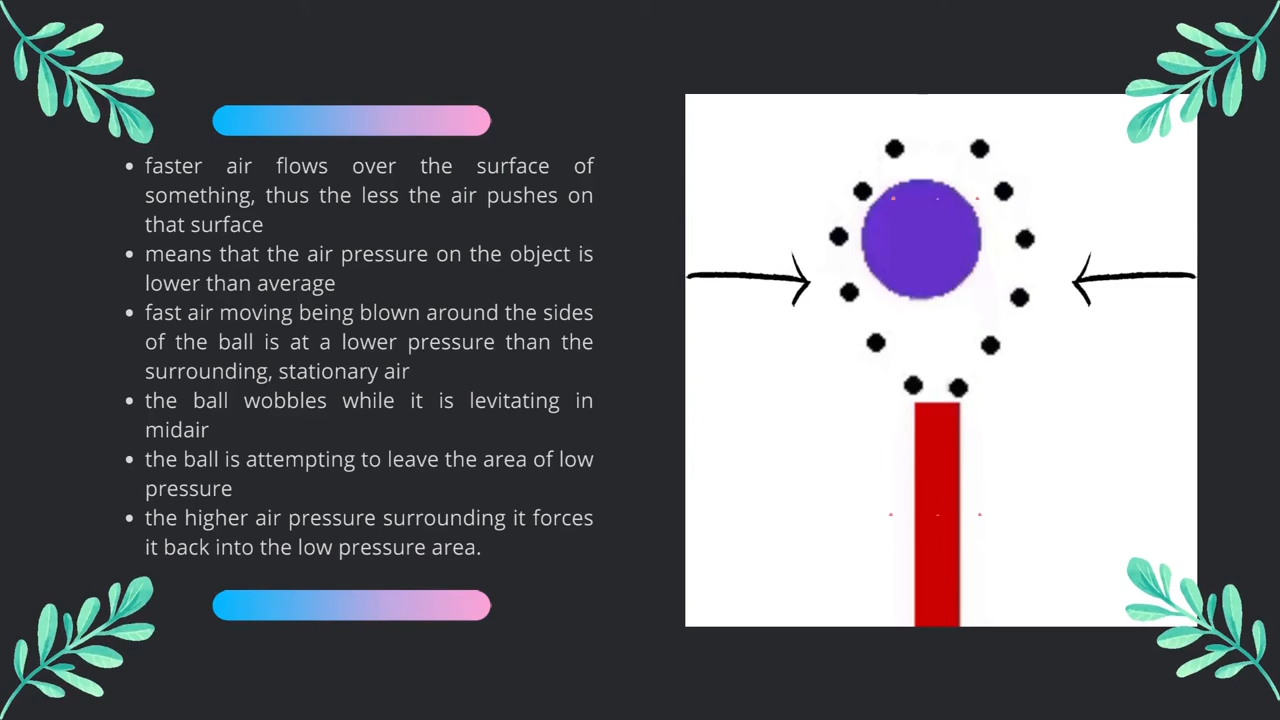 faster air flows over the surface of
something, thus the less the air pushes on
that surface
means that the air pressure on the object is
lower than average
fast air moving being blown around the sides
of the ball is at a lower pressure than the
surrounding, stationary air
the ball wobbles while it is levitating in
midair
the ball is attempting to leave the area of low
pressure
the higher air pressure surrounding it forces
it back into the low pressure area.